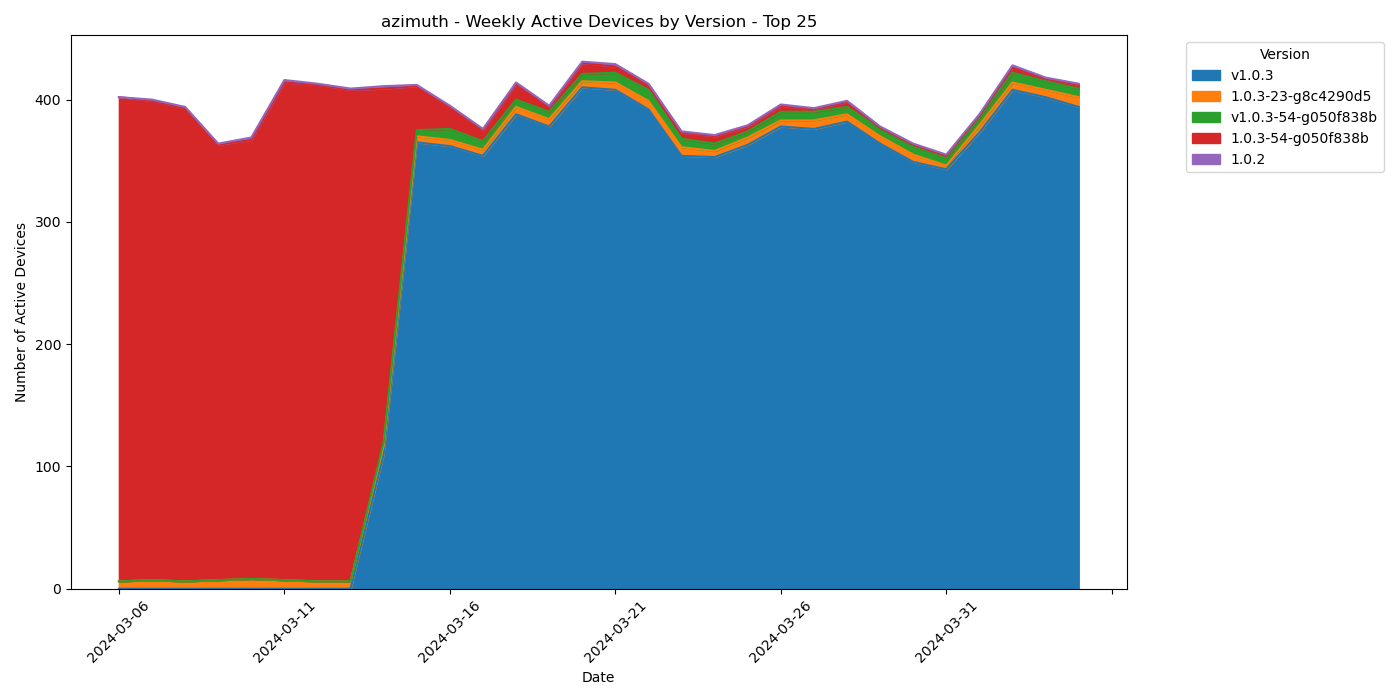 azimuth - Weekly Active Devices by Version - Top 25
Version
v1.0.3
1.0.3-23-g8c4290d5
v1.0.3-54-g050f838b
1.0.3-54-g050f838b
1.0.2
Number of Active Devices
400
300
200
100
0
2024-03-06
2024-03-11
2024-03-16
2024-03-21
2024-03-26
2024-03-31
Date